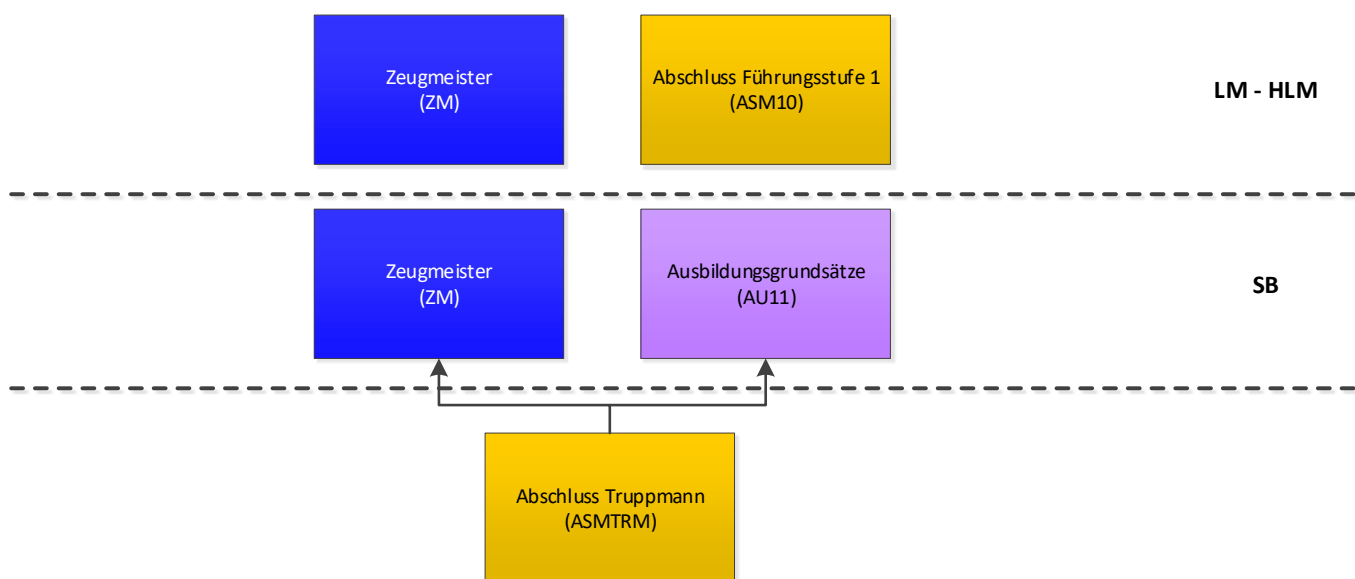 Zeugmeister
(ZM)
Abschluss Führungsstufe 1
(ASM10)
LM - HLM
Zeugmeister
(ZM)
Ausbildungsgrundsätze
(AU11)
SB
Abschluss Truppmann
(ASMTRM)